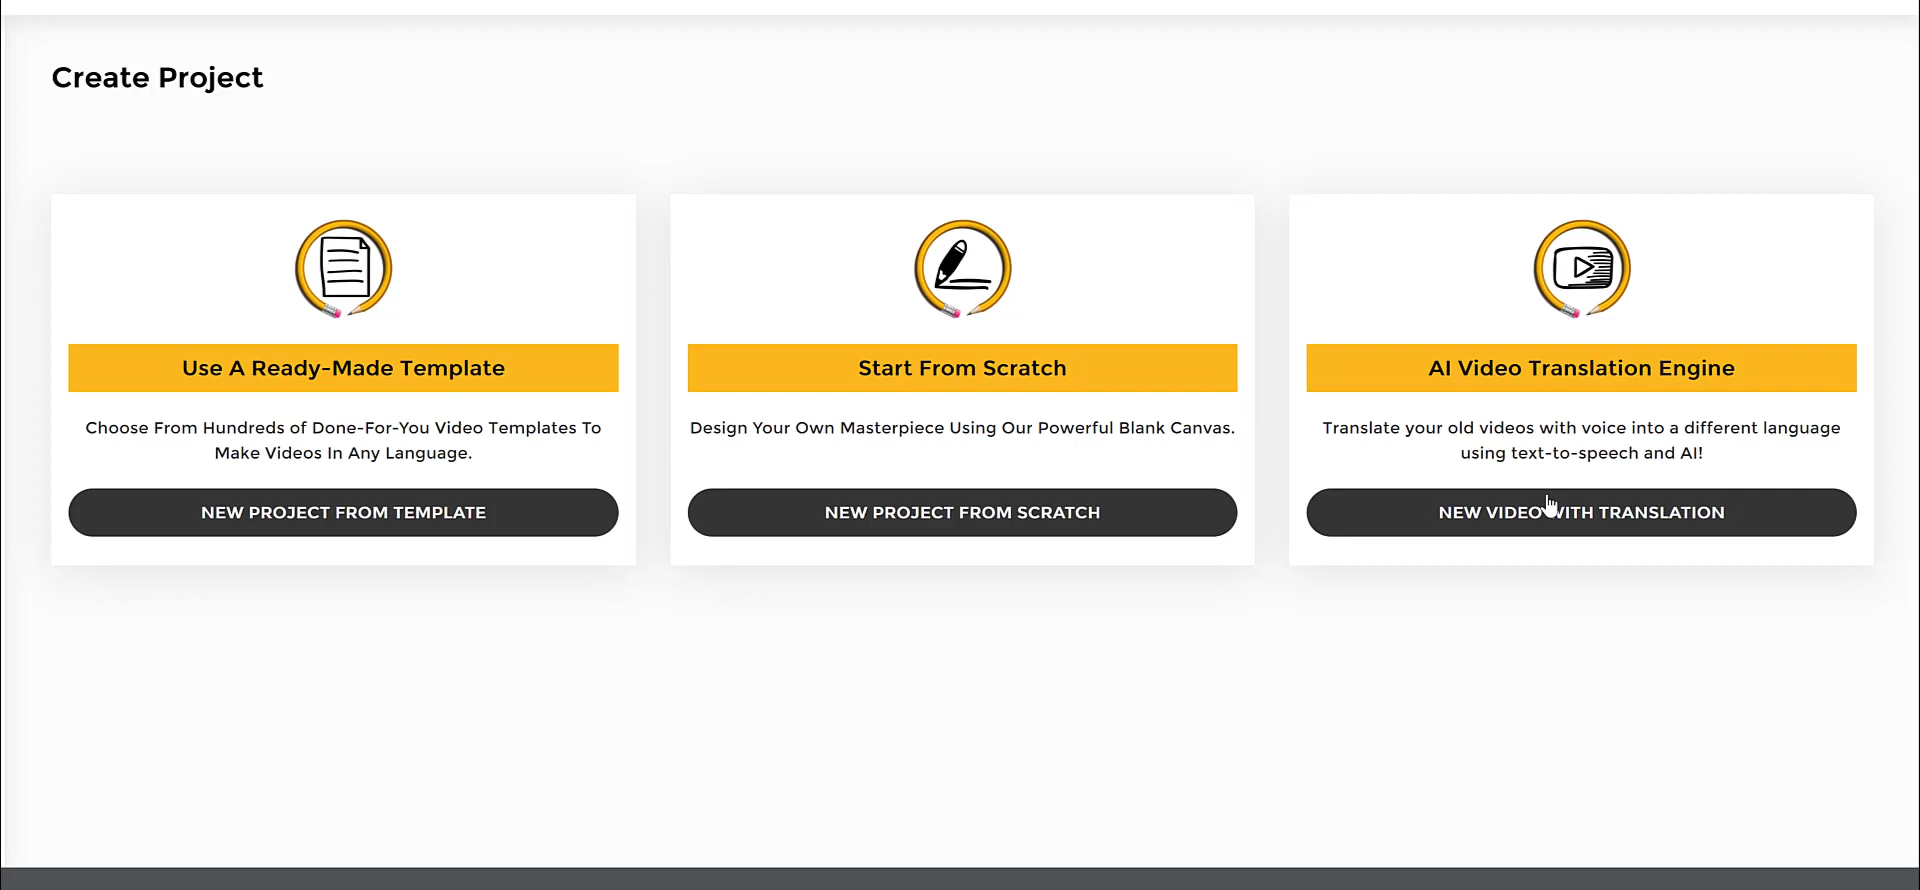 Create Project
Use A Ready-Made Template
Choose From Hundreds of Done-For-You Video Templates To
Make Videos In Any Language.
NEW PROJECT FROM TEMPLATE
Start From Scratch
Design Your Own Masterpiece Using Our Powerful Blank Canvas.
NEW PROJECT FROM SCRATCH
AI Video Translation Engine
Translate your old videos with voice into a different language
using text-to-speech and AI!
NEW VIDEO WITH TRANSLATION